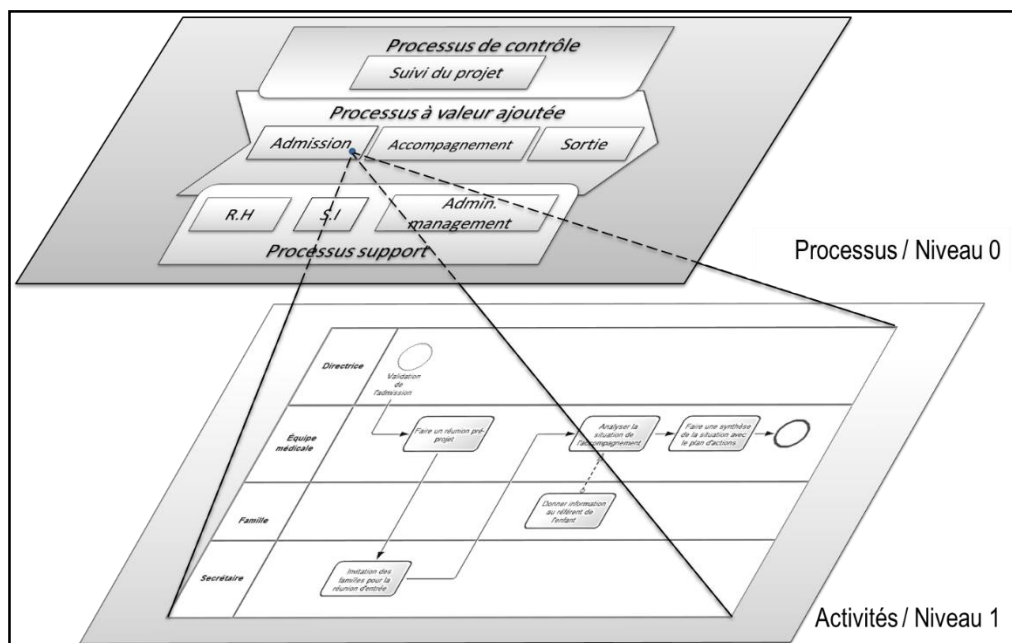 Processus de contrôle
Suivi du projet
Processus à valeur ajoutée
Admission
Accompagnement
Sortie
R.H
S.I
Admin.
management
Processus support
Processus / Niveau 0
Directrice
Validation
de
l'admission
Equipe
médicale
Faire un réunion pré-
projet
Analyser la
situation de
l'accompagnement
Faire une synthèse
de la situation avec
le plan d'actions
Famille
Donner information
au référent de
l'enfant
Secrétaire
Invitation des
familles pour la
réunion d'entrée
Activités / Niveau 1